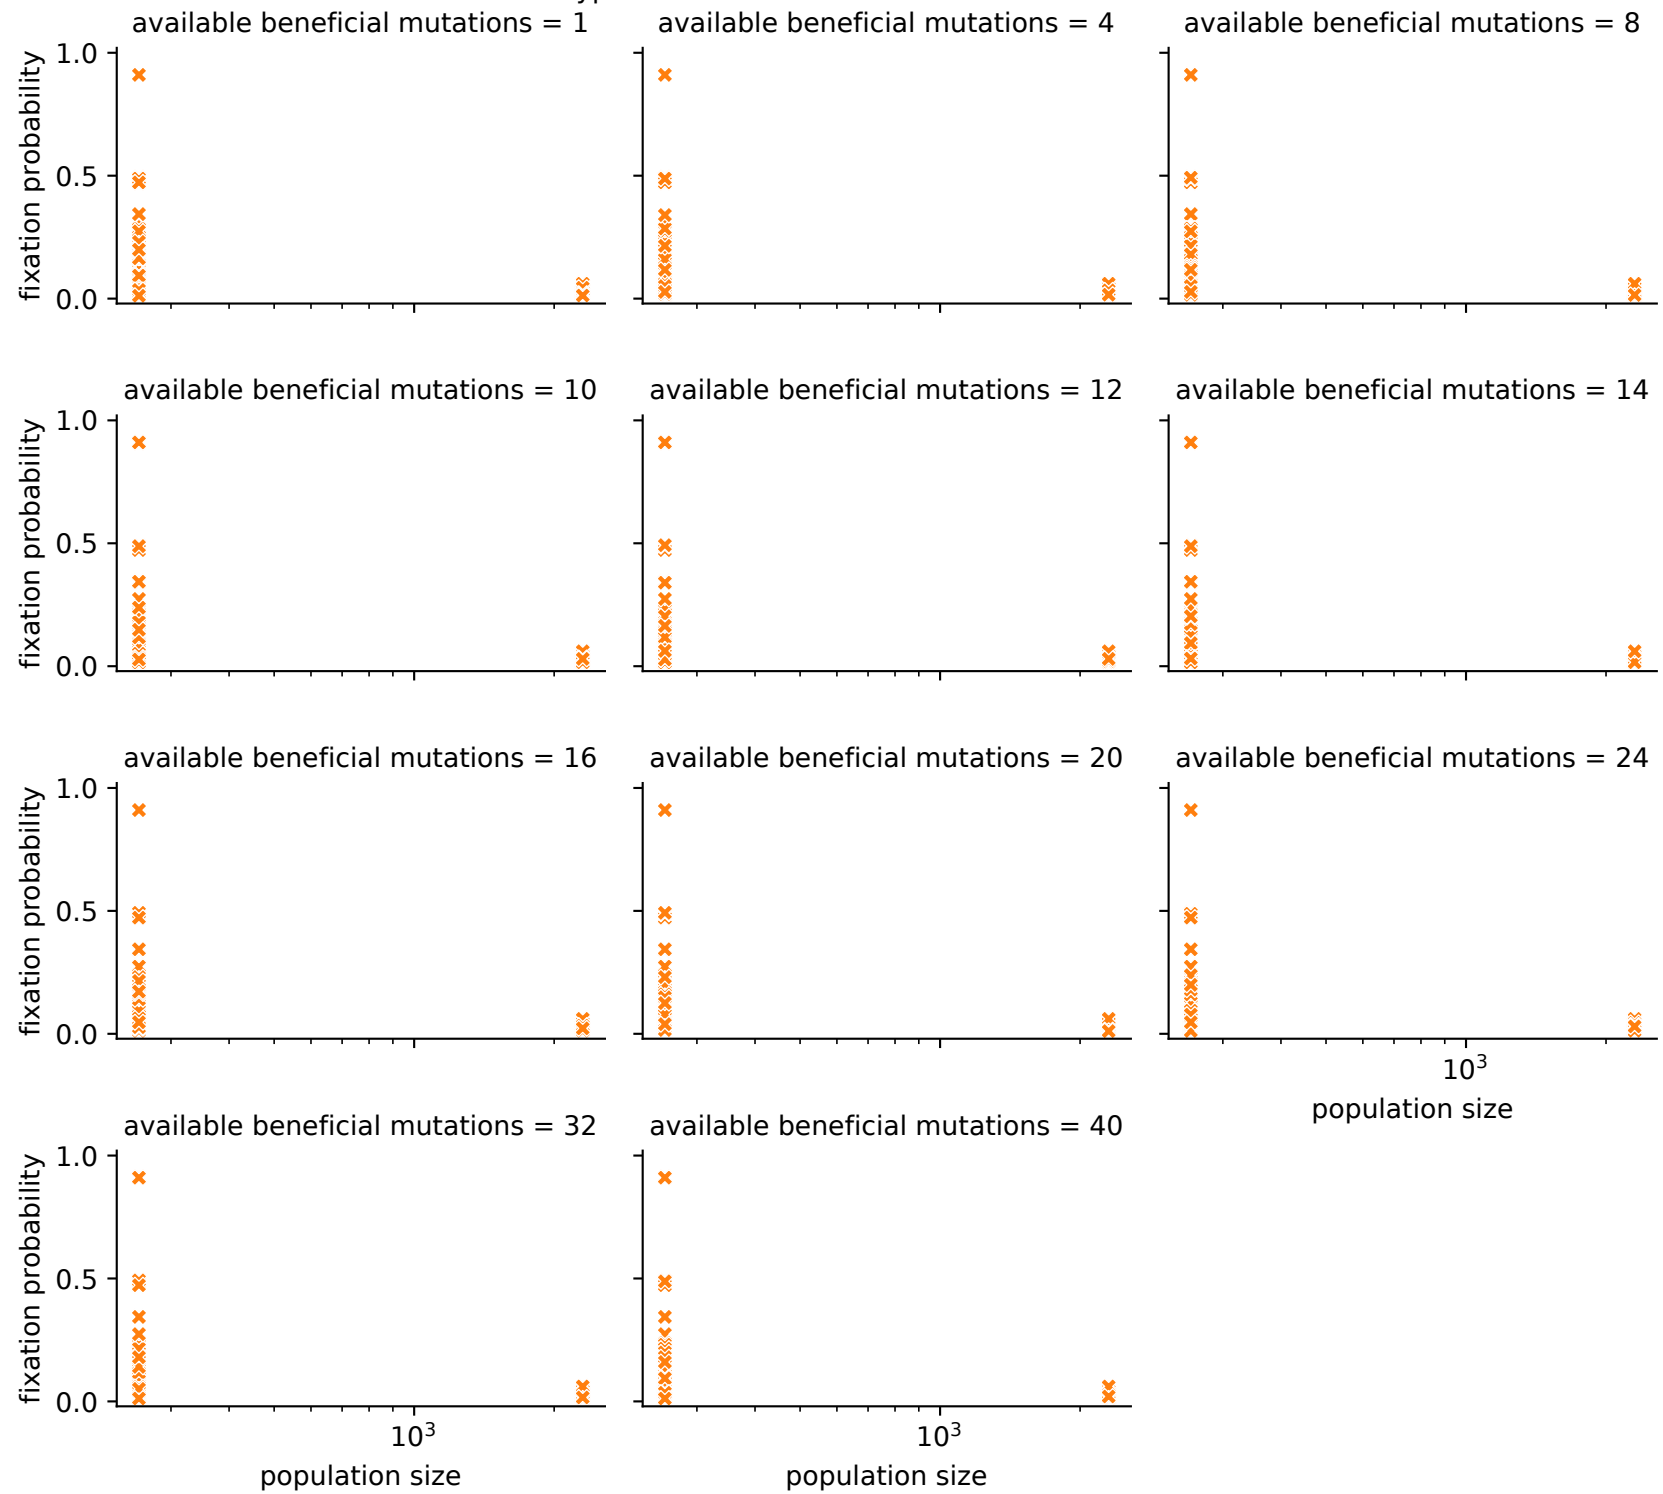 available beneficial mutations = 1
available beneficial mutations = 4
available beneficial mutations = 8
fixation probability
1.0
0.5
0.0
available beneficial mutations = 10
available beneficial mutations = 12
available beneficial mutations = 14
fixation probability
1.0
0.5
0.0
available beneficial mutations = 16
available beneficial mutations = 20
available beneficial mutations = 24
fixation probability
1.0
0.5
0.0
10³
population size
available beneficial mutations = 32
available beneficial mutations = 40
fixation probability
1.0
0.5
0.0
10³
10³
population size
population size